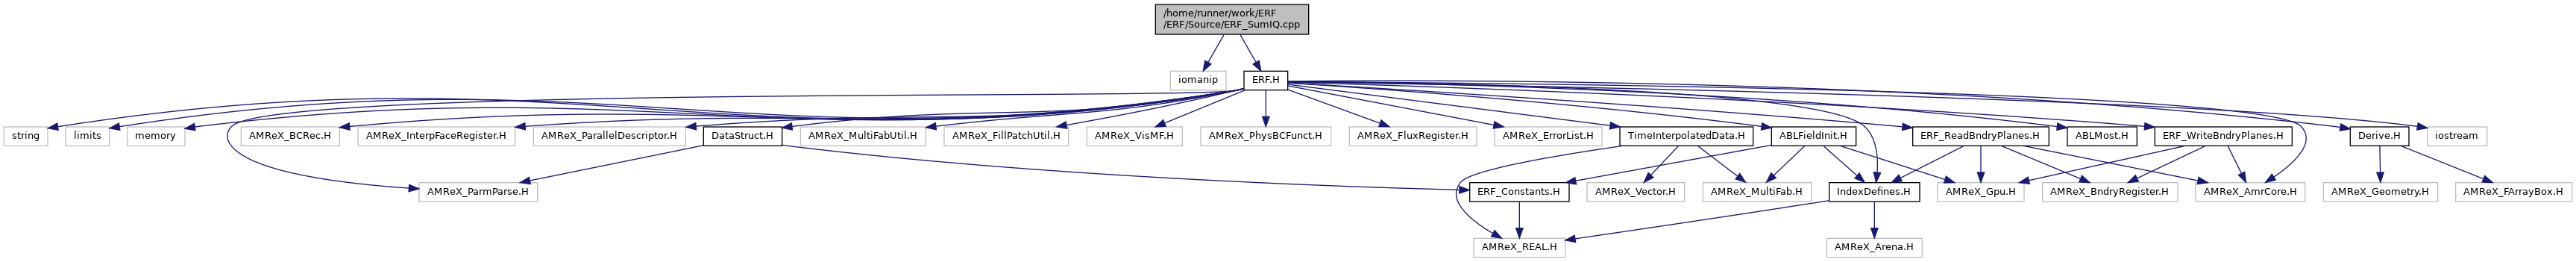 /home/runner/work/ERF
/ERF/Source/ERF_SumIQ.cpp
iomanip
ERF.H
string
limits
memory
AMReX_BCRec.H
AMReX_InterpFaceRegister.H
AMReX_ParallelDescriptor.H
DataStruct.H
AMReX_MultiFabUtil.H
AMReX_FillPatchUtil.H
AMReX_VisMF.H
AMReX_PhysBCFunct.H
AMReX_FluxRegister.H
AMReX_ErrorList.H
TimeInterpolatedData.H
ABLFieldInit.H
ERF_ReadBndryPlanes.H
ABLMost.H
ERF_WriteBndryPlanes.H
Derive.H
iostream
AMReX_ParmParse.H
ERF_Constants.H
AMReX_Vector.H
AMReX_MultiFab.H
IndexDefines.H
AMReX_Gpu.H
AMReX_BndryRegister.H
AMReX_AmrCore.H
AMReX_Geometry.H
AMReX_FArrayBox.H
AMReX_REAL.H
AMReX_Arena.H